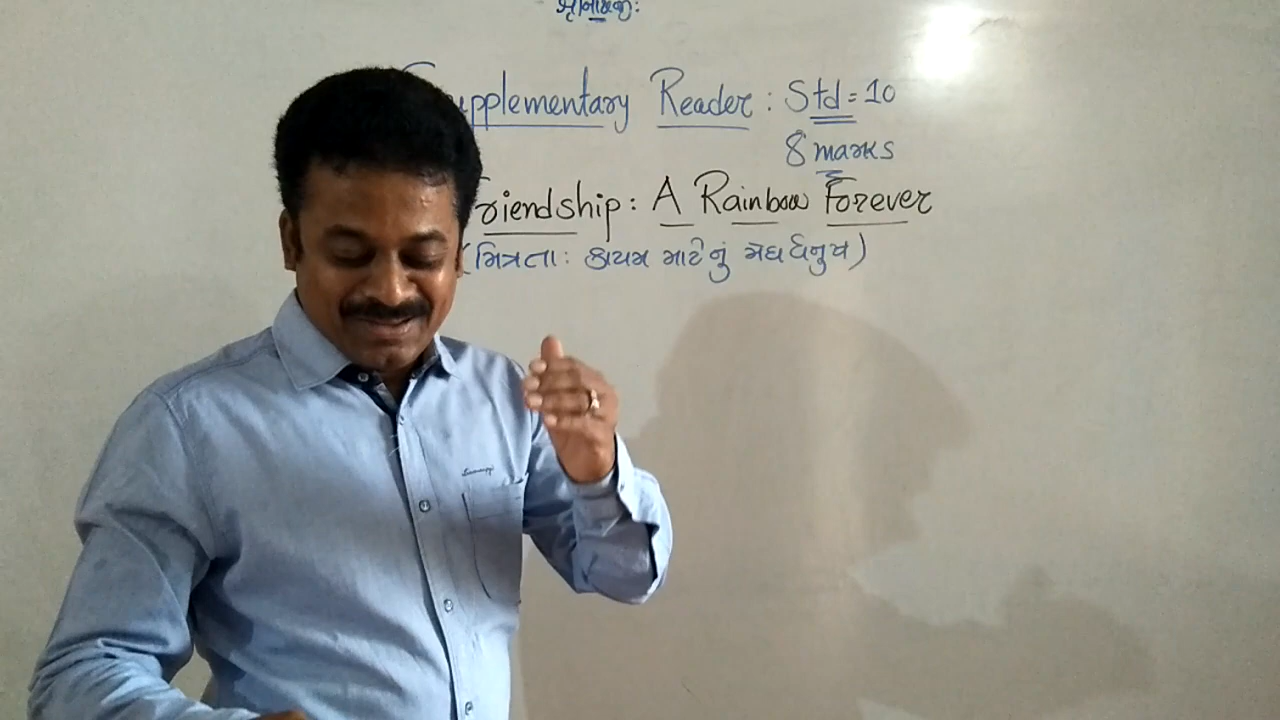 Supplementary Reader : Std = 10
8 marks
Friendship : A Rainbow Forever
(મિત્રતા : કાયમ માટેનું મેઘધનુષ)